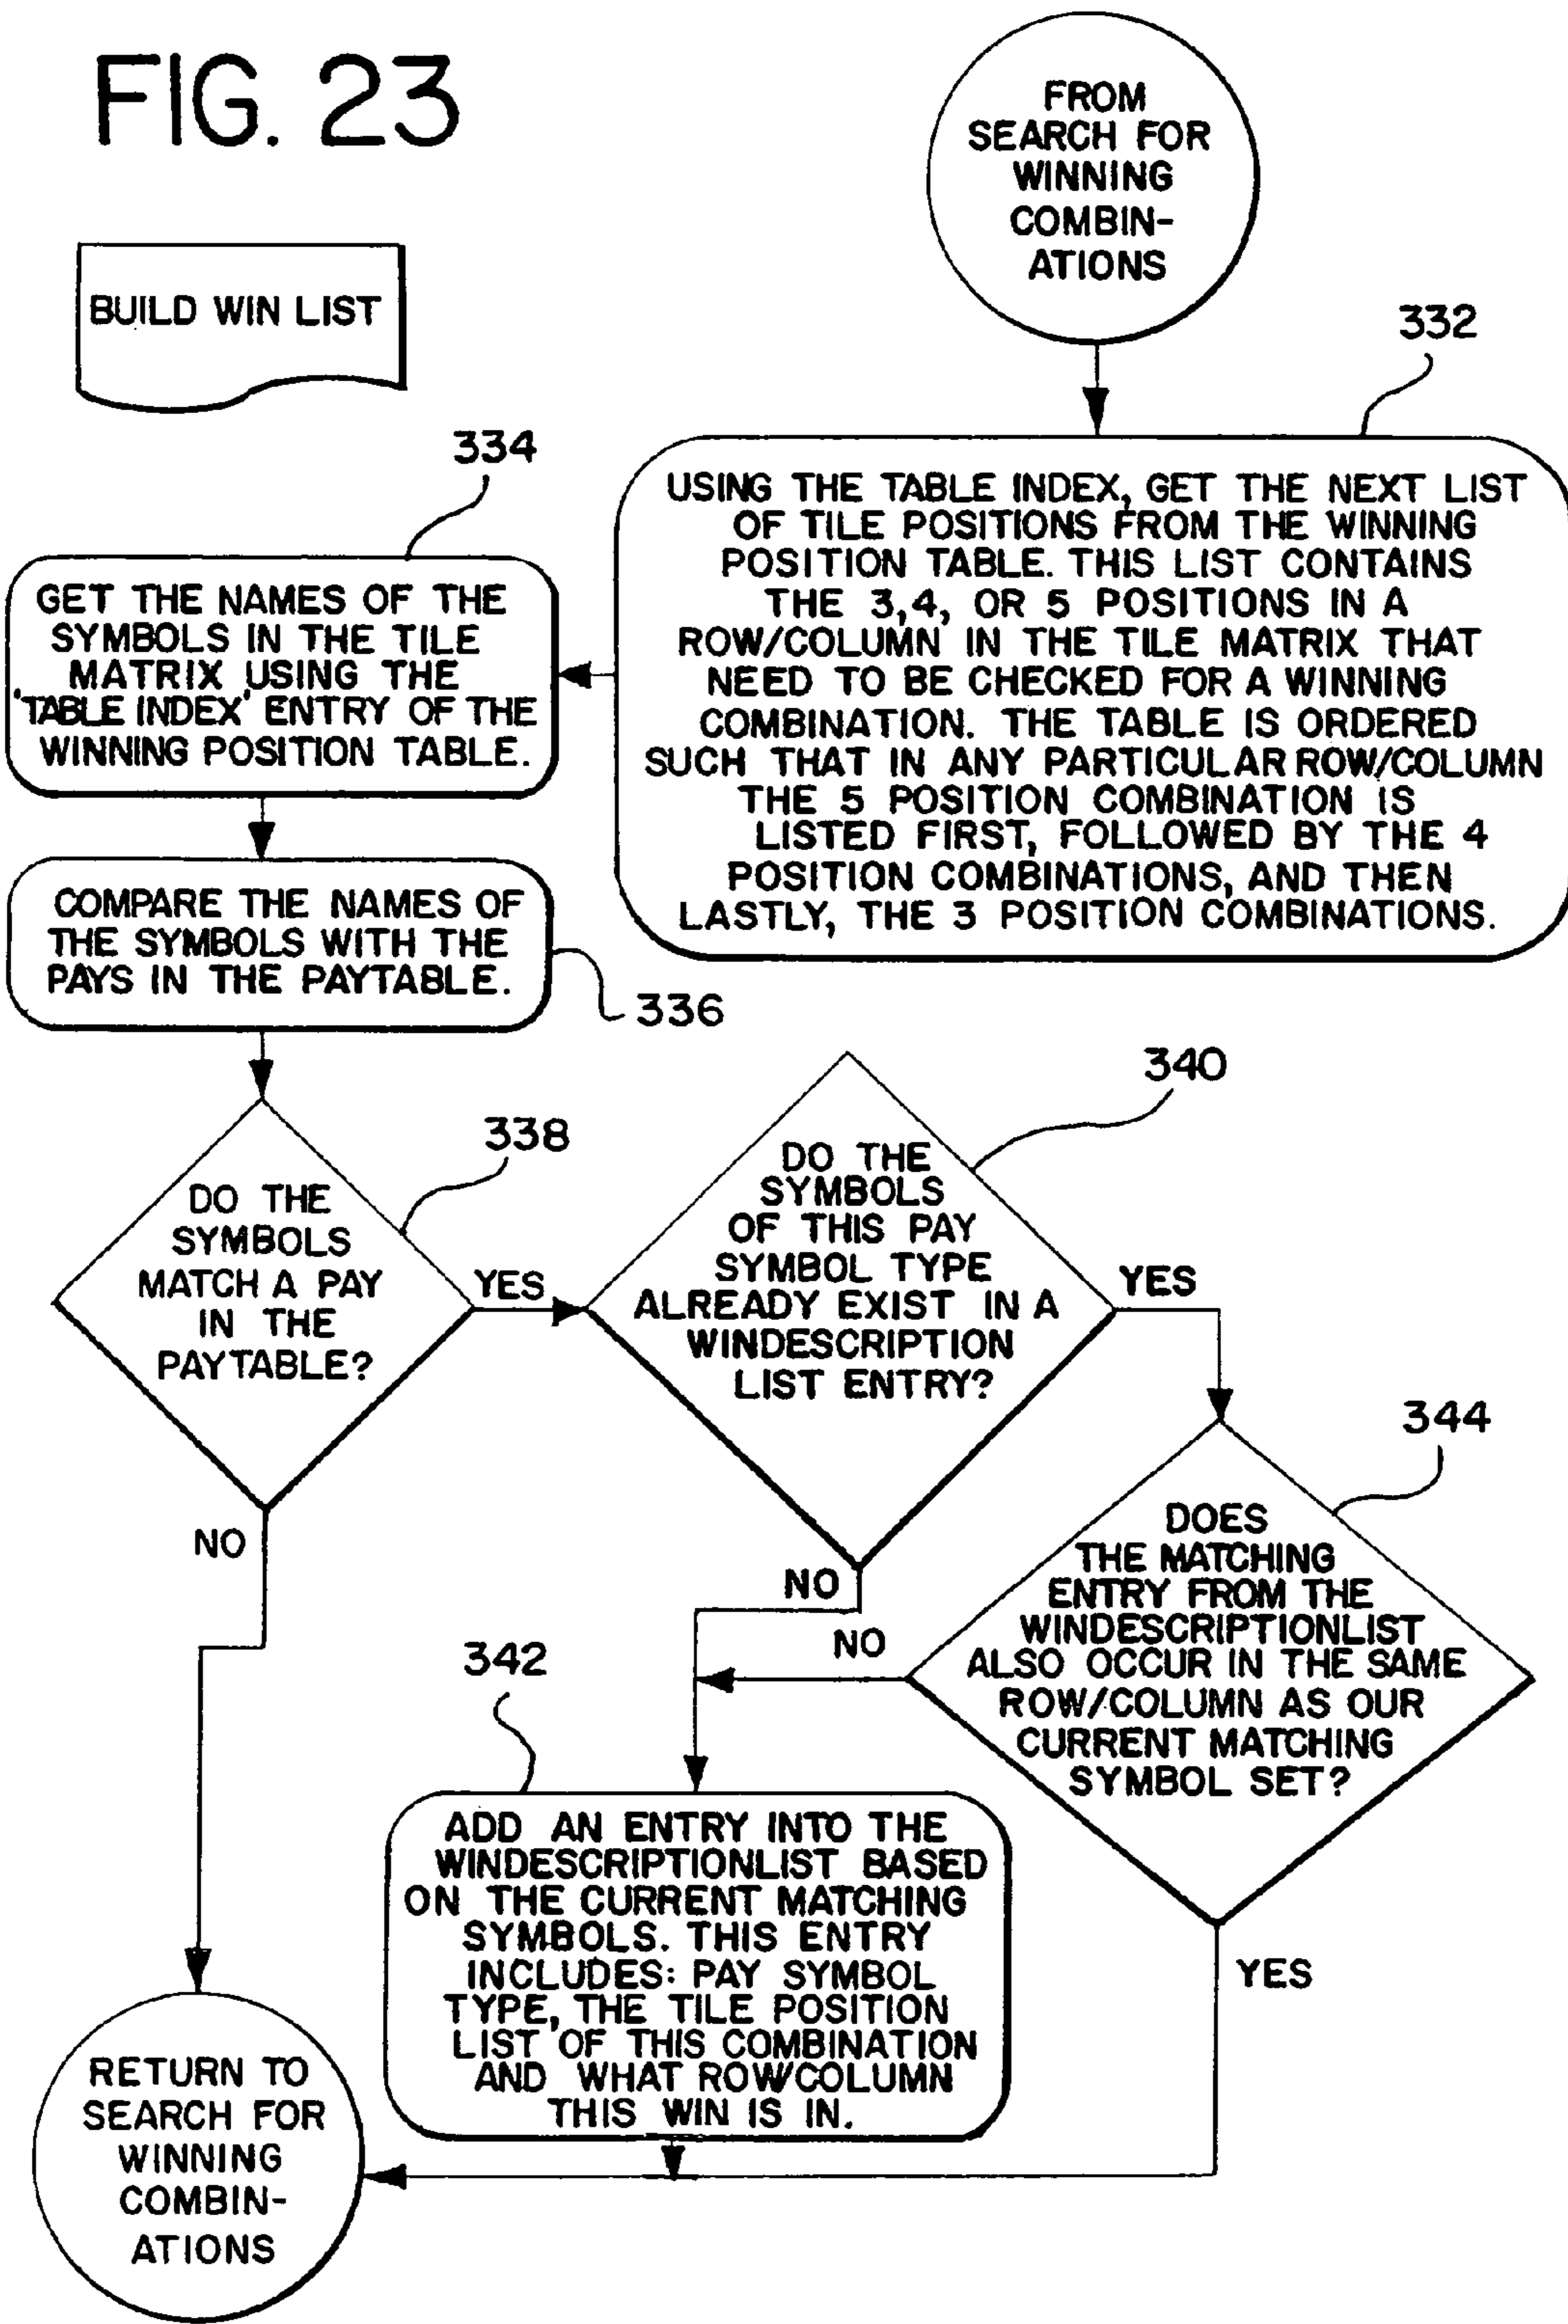 FIG. 23
BUILD WIN LIST
FROM
SEARCH FOR
WINNING
COMBIN-
ATIONS
332
USING THE TABLE INDEX, GET THE NEXT LIST
OF TILE POSITIONS FROM THE WINNING
POSITION TABLE. THIS LIST CONTAINS
THE 3,4, OR 5 POSITIONS IN A
ROW/COLUMN IN THE TILE MATRIX THAT
NEED TO BE CHECKED FOR A WINNING
COMBINATION. THE TABLE IS ORDERED
SUCH THAT IN ANY PARTICULAR ROW/COLUMN
THE 5 POSITION COMBINATION IS
LISTED FIRST, FOLLOWED BY THE 4
POSITION COMBINATIONS, AND THEN
LASTLY, THE 3 POSITION COMBINATIONS.
334
GET THE NAMES OF THE
SYMBOLS IN THE TILE
MATRIX USING THE
'TABLE INDEX' ENTRY OF THE
WINNING POSITION TABLE.
COMPARE THE NAMES OF
THE SYMBOLS WITH THE
PAYS IN THE PAYTABLE.
336
338
DO THE
SYMBOLS
MATCH A PAY
IN THE
PAYTABLE?
YES
NO
340
DO THE
SYMBOLS
OF THIS PAY
SYMBOL TYPE
ALREADY EXIST IN A
WINDESCRIPTION
LIST ENTRY?
YES
NO
344
DOES
THE MATCHING
ENTRY FROM THE
WINDESCRIPTIONLIST
ALSO OCCUR IN THE SAME
ROW/COLUMN AS OUR
CURRENT MATCHING
SYMBOL SET?
NO
YES
342
ADD AN ENTRY INTO THE
WINDESCRIPTIONLIST BASED
ON THE CURRENT MATCHING
SYMBOLS. THIS ENTRY
INCLUDES: PAY SYMBOL
TYPE, THE TILE POSITION
LIST OF THIS COMBINATION
AND WHAT ROW/COLUMN
THIS WIN IS IN.
RETURN TO
SEARCH FOR
WINNING
COMBIN-
ATIONS